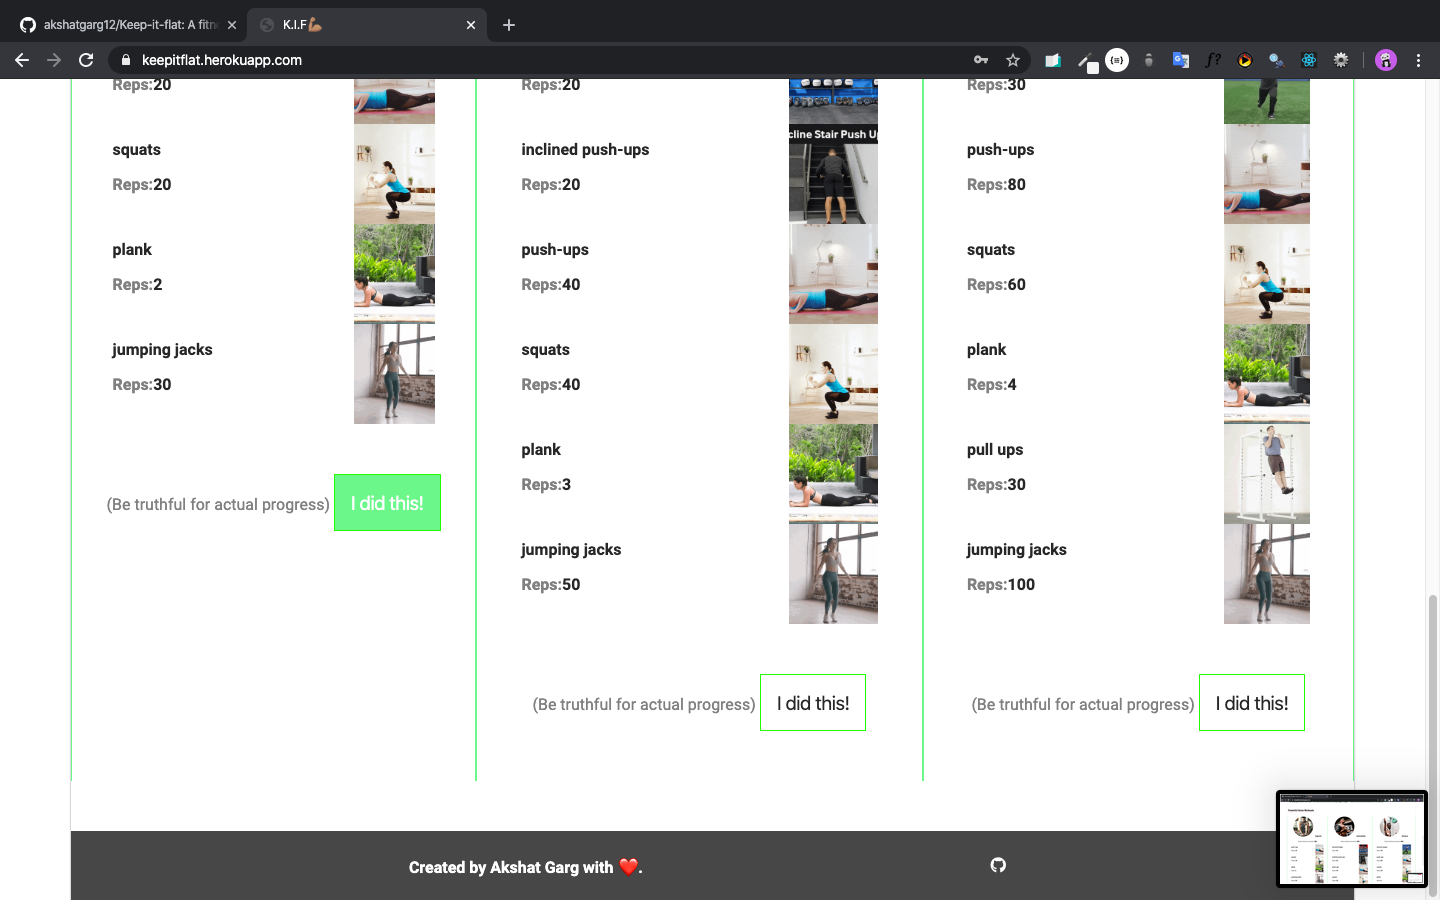 akshatgarg12/Keep-it-flat: A fitn
K.I.F
keepitflat.herokuapp.com
Reps:20
squats
Reps:20
plank
Reps:2
jumping jacks
Reps:30
(Be truthful for actual progress) I did this!
Reps:20
cline Stair Push Up
inclined push-ups
Reps:20
push-ups
Reps:40
squats
Reps:40
plank
Reps:3
jumping jacks
Reps:50
(Be truthful for actual progress) I did this!
Reps:30
push-ups
Reps:80
squats
Reps:60
plank
Reps:4
pull ups
Reps:30
jumping jacks
Reps:100
(Be truthful for actual progress) I did this!
Created by Akshat Garg with ❤️.